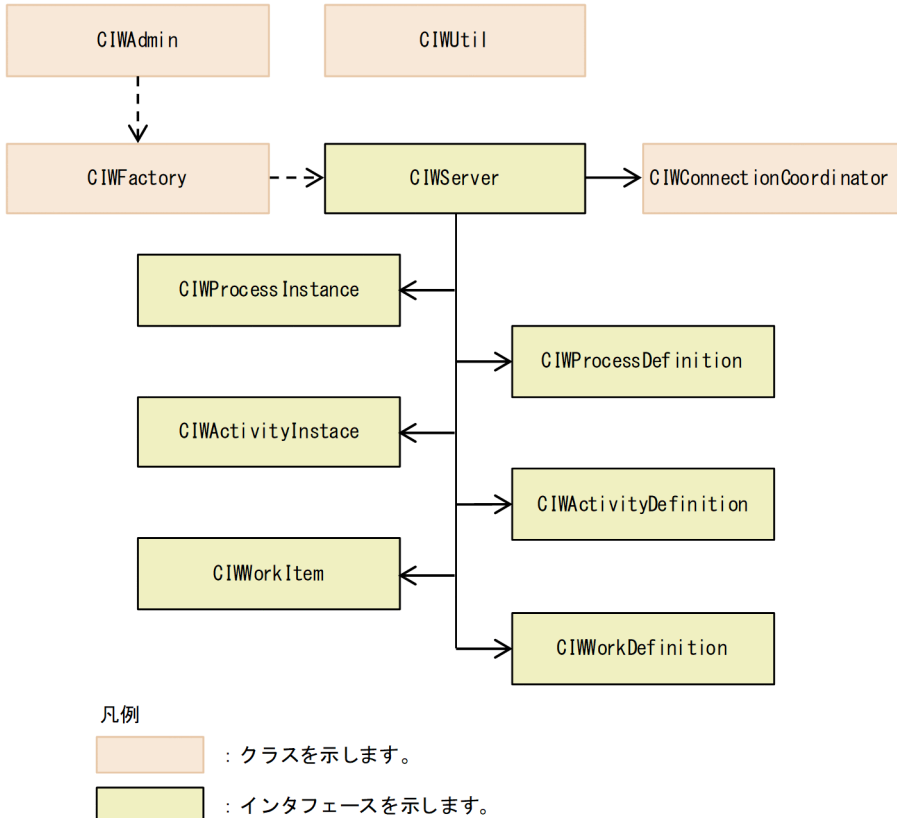 CIWAdmin
CIWUtil
CIWFactory
CIWServer
CIWConnectionCoordinator
CIWProcessInstance
CIWProcessDefinition
CIWActivityInstace
CIWActivityDefinition
CIWWorkItem
CIWWorkDefinition
凡例
：クラスを示します。
：インタフェースを示します。